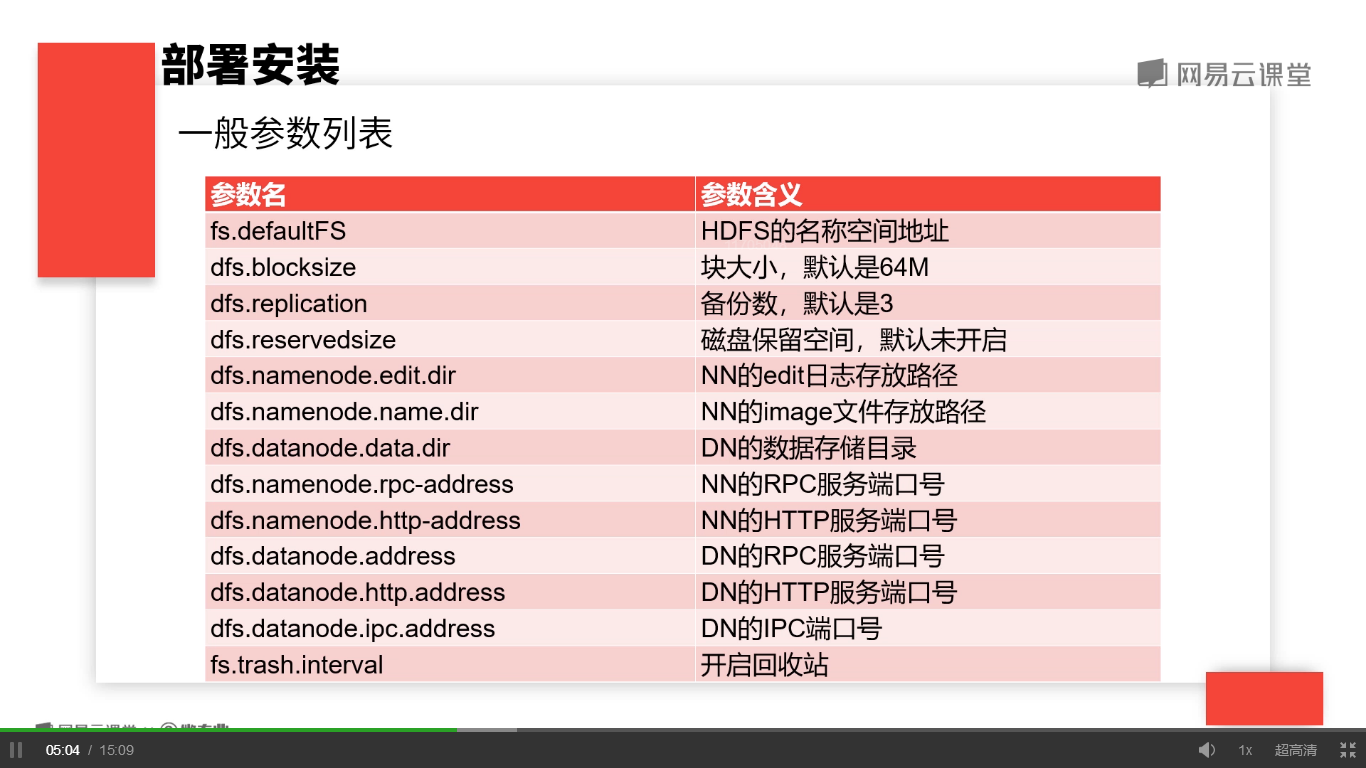 部署安装
网易云课堂
一般参数列表
参数名 参数含义
fs.defaultFS HDFS的名称空间地址
dfs.blocksize 块大小，默认是64M
dfs.replication 备份数，默认是3
dfs.reservedsize 磁盘保留空间，默认未开启
dfs.namenode.edit.dir NN的edit日志存放路径
dfs.namenode.name.dir NN的image文件存放路径
dfs.datanode.data.dir DN的数据存储目录
dfs.namenode.rpc-address NN的RPC服务端口号
dfs.namenode.http-address NN的HTTP服务端口号
dfs.datanode.address DN的RPC服务端口号
dfs.datanode.http.address DN的HTTP服务端口号
dfs.datanode.ipc.address DN的IPC端口号
fs.trash.interval 开启回收站
05:04 / 15:09 1x 超高清